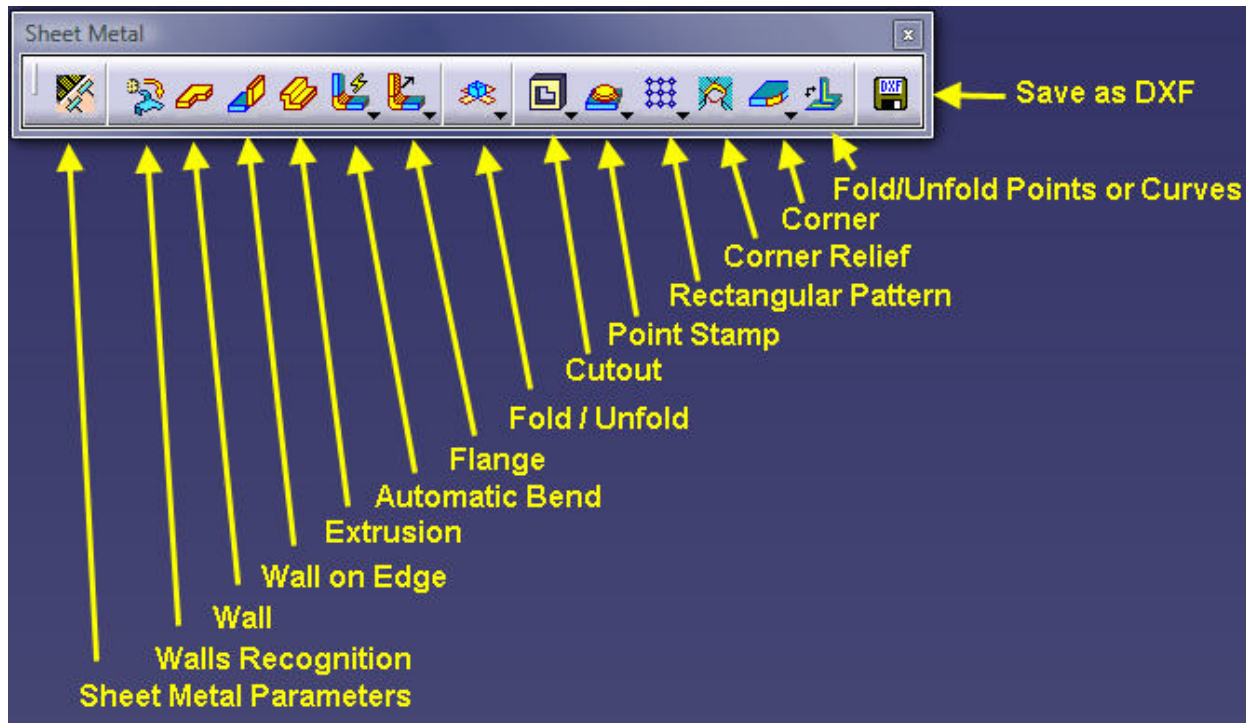 Sheet Metal
x
DXF
Save as DXF
Fold/Unfold Points or Curves
Corner
Corner Relief
Rectangular Pattern
Point Stamp
Cutout
Fold / Unfold
Flange
Automatic Bend
Extrusion
Wall on Edge
Wall
Walls Recognition
Sheet Metal Parameters